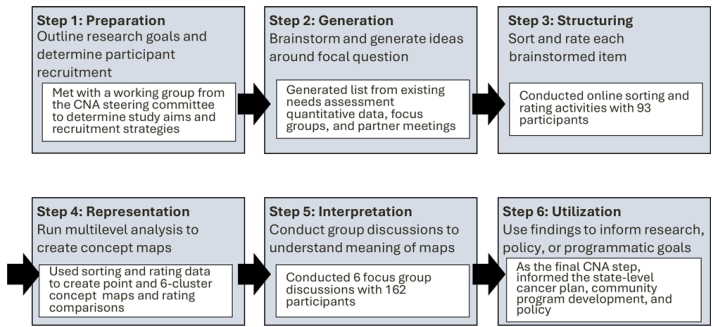 Step 1: Preparation
Outline research goals and
determine participant
recruitment
Met with a working group from
the CNA steering committee
to determine study aims and
recruitment strategies
Step 2: Generation
Brainstorm and generate ideas
around focal question
Generated list from existing
needs assessment
quantitative data, focus
groups, and partner meetings
Step 3: Structuring
Sort and rate each
brainstormed item
Conducted online sorting and
rating activities with 93
participants
Step 4: Representation
Run multilevel analysis to
create concept maps
Used sorting and rating data
to create point and 6-cluster
concept maps and rating
comparisons
Step 5: Interpretation
Conduct group discussions to
understand meaning of maps
Conducted 6 focus group
discussions with 162
participants
Step 6: Utilization
Use findings to inform research,
policy, or programmatic goals
As the final CNA step,
informed the state-level
cancer plan, community
program development, and
policy